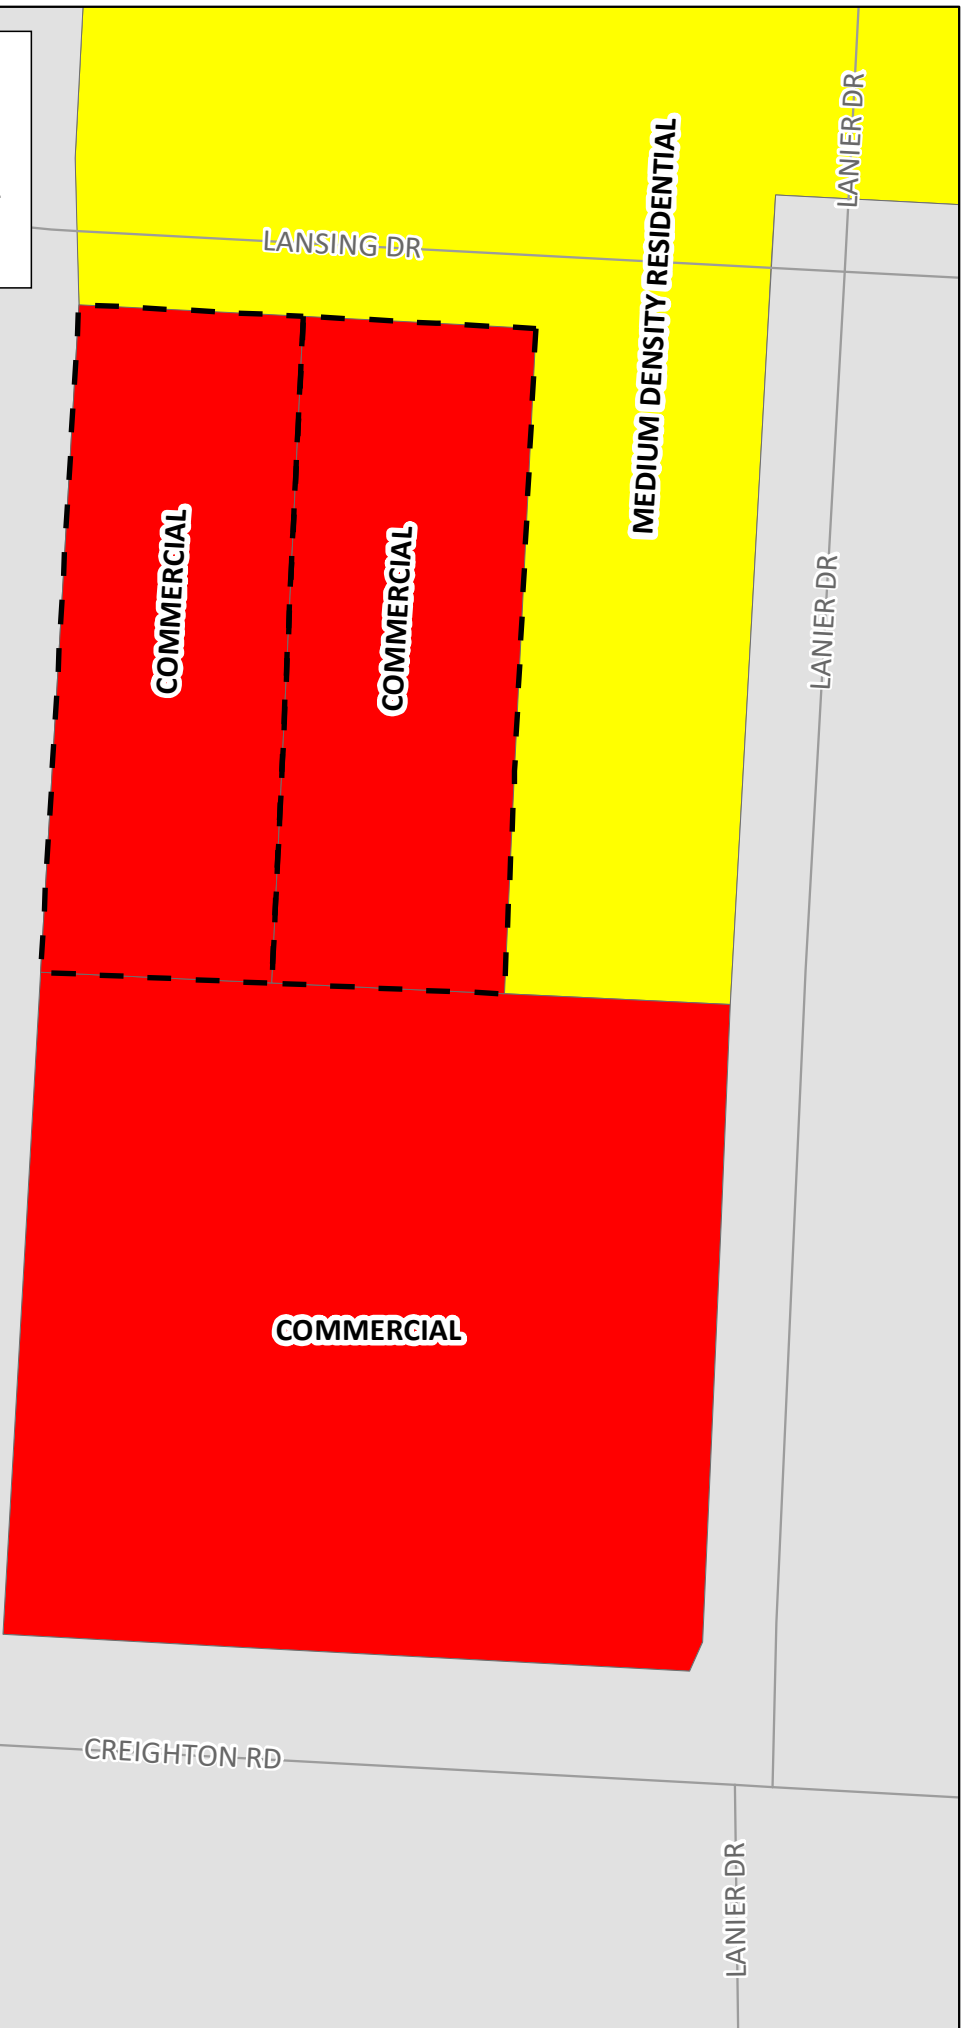 LANIER DR
MEDIUM DENSITY RESIDENTIAL
LANSING DR
COMMERCIAL
COMMERCIAL
LANIER DR
COMMERCIAL
CREIGHTON RD
LANIER DR